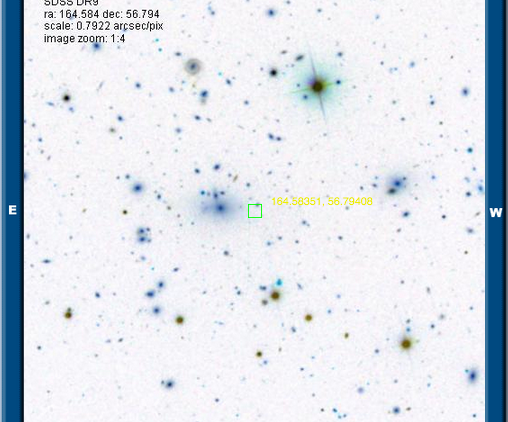 SDSS DR9
ra: 164.584 dec: 56.794
scale: 0.7922 arcsec/pix
image zoom: 1:4
164.58351, 56.79408
E
W